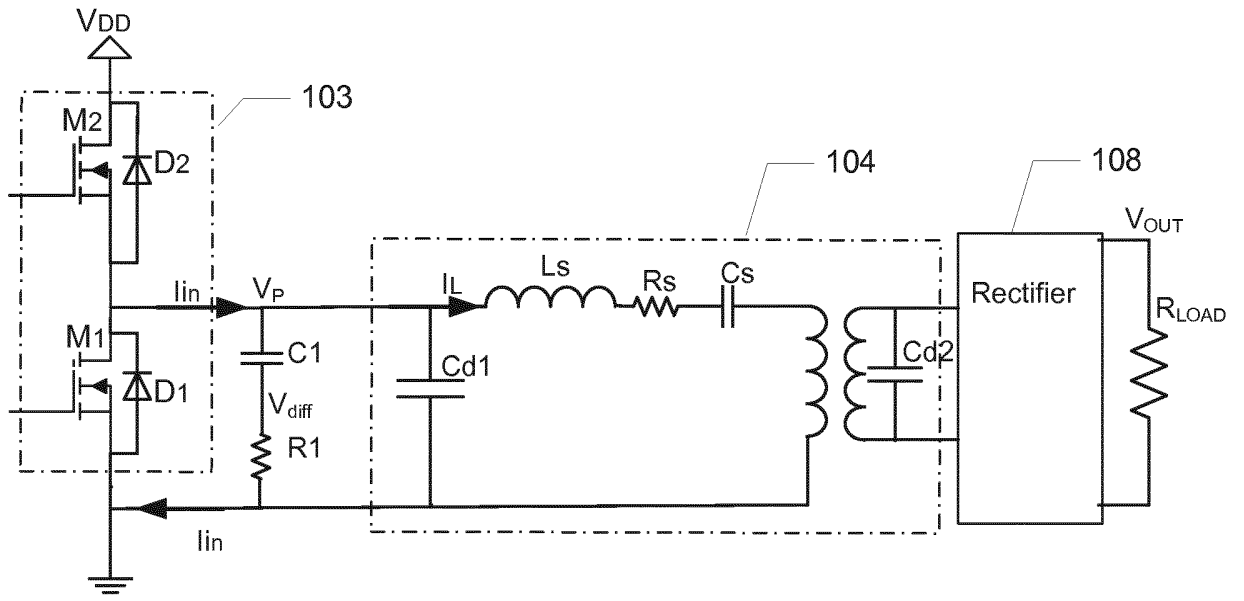 VDD
103
M2
D2
104
108
VOUT
Iin
VP
IL
Ls
Rs
Cs
Rectifier
RLOAD
M1
D1
C1
Cd1
Cd2
Vdiff
R1
Iin